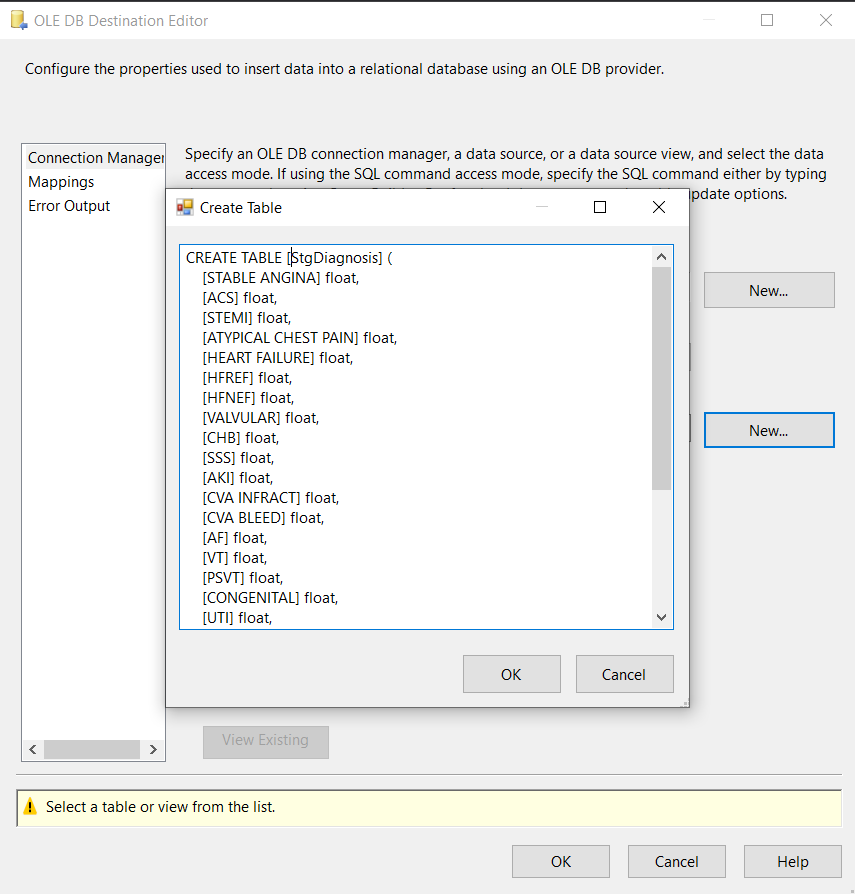 OLE DB Destination Editor
Configure the properties used to insert data into a relational database using an OLE DB provider.
Connection Manager
Mappings
Error Output
Specify an OLE DB connection manager, a data source, or a data source view, and select the data
access mode. If using the SQL command access mode, specify the SQL command either by typing
update options.
Create Table
CREATE TABLE [StgDiagnosis] (
[STABLE ANGINA] float,
[ACS] float,
[STEMI] float,
[ATYPICAL CHEST PAIN] float,
[HEART FAILURE] float,
[HFREF] float,
[HFNEF] float,
[VALVULAR] float,
[CHB] float,
[SSS] float,
[AKI] float,
[CVA INFRACT] float,
[CVA BLEED] float,
[AF] float,
[VT] float,
[PSVT] float,
[CONGENITAL] float,
[UTI] float,
OK
Cancel
New...
New...
View Existing
Select a table or view from the list.
OK
Cancel
Help